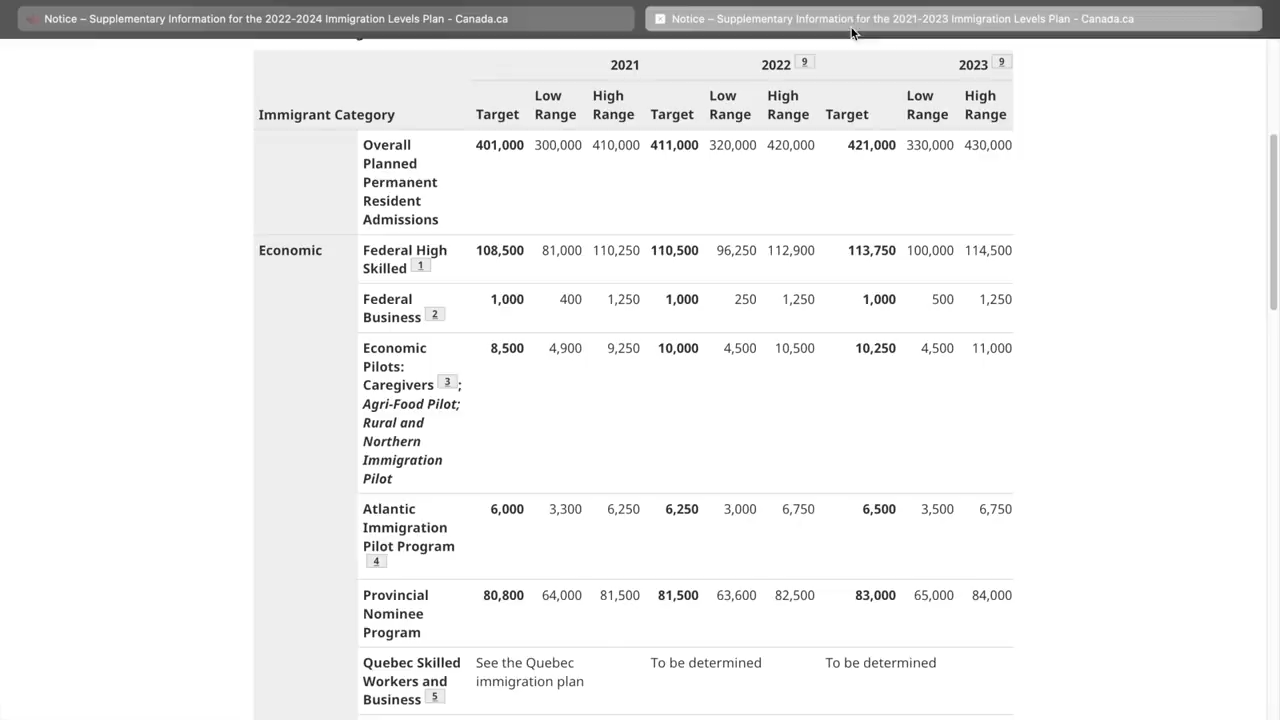 Notice – Supplementary Information for the 2022-2024 Immigration Levels Plan - Canada.ca
Notice – Supplementary Information for the 2021-2023 Immigration Levels Plan - Canada.ca
2021 2022 9 2023 9
Immigrant Category Target Low Range High Range Target Low Range High Range Target Low Range High Range
Overall 401,000 300,000 410,000 411,000 320,000 420,000 421,000 330,000 430,000
Planned
Permanent
Resident
Admissions
Economic Federal High 108,500 81,000 110,250 110,500 96,250 112,900 113,750 100,000 114,500
Skilled 1
Federal 1,000 400 1,250 1,000 250 1,250 1,000 500 1,250
Business 2
Economic 8,500 4,900 9,250 10,000 4,500 10,500 10,250 4,500 11,000
Pilots:
Caregivers 3 ;
Agri-Food Pilot;
Rural and
Northern
Immigration
Pilot
Atlantic 6,000 3,300 6,250 6,250 3,000 6,750 6,500 3,500 6,750
Immigration
Pilot Program
4
Provincial 80,800 64,000 81,500 81,500 63,600 82,500 83,000 65,000 84,000
Nominee
Program
Quebec Skilled See the Quebec To be determined To be determined
Workers and immigration plan
Business 5